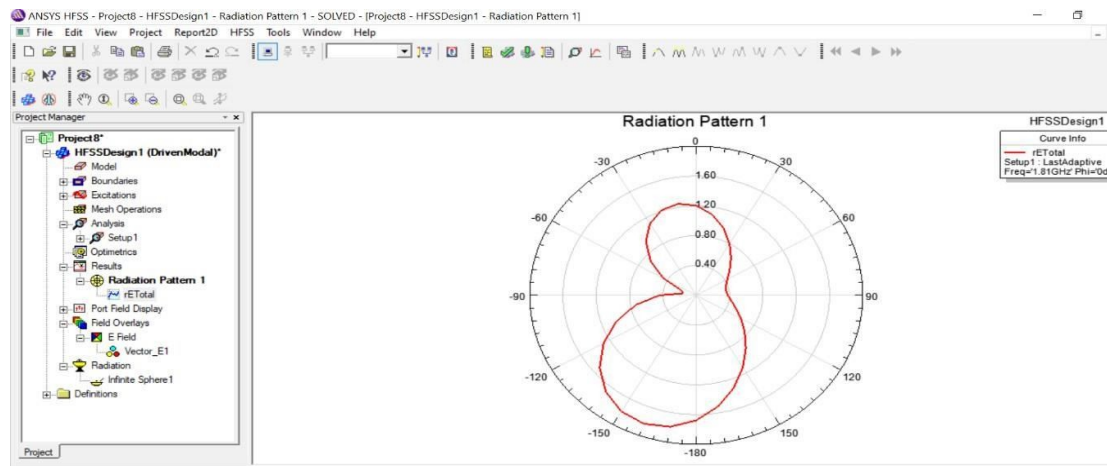 ANSYS HFSS - Project8 - HFSSDesign1 - Radiation Pattern 1 - SOLVED - [Project8 - HFSSDesign1 - Radiation Pattern 1]
File Edit View Project Report2D HFSS Tools Window Help
Project Manager
Project8*
HFSSDesign1 (DrivenModal)*
Model
Boundaries
Excitations
Mesh Operations
Analysis
Setup1
Optimetrics
Results
Radiation Pattern 1
rETotal
Port Field Display
Field Overlays
E Field
Vector_E1
Radiation
Infinite Sphere1
Definitions
Project
Radiation Pattern 1
HFSSDesign1
Curve Info
rETotal
Setup1 : LastAdaptive
Freq='1.81GHz' Phi='0d
0
-30
30
1.60
-60
1.20
60
0.80
0.40
-90
90
-120
120
-150
150
-180